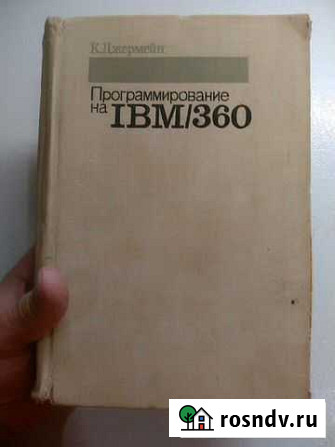 К. Джермейн
Программирование
на IBM/360
rosndv.ru